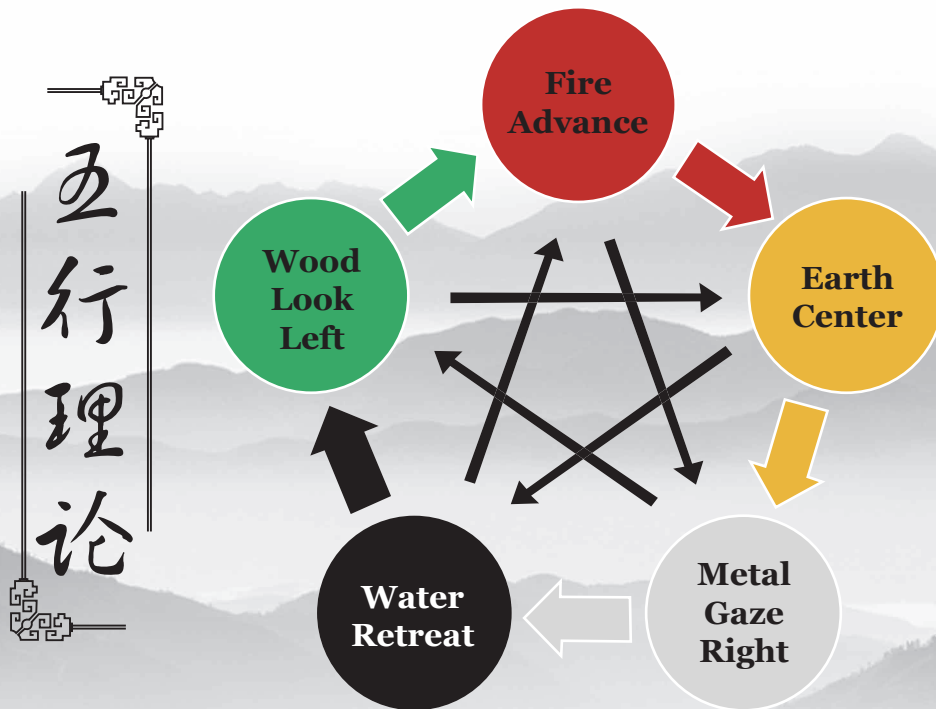 五行理论
Fire
Advance
Wood
Look
Left
Earth
Center
Water
Retreat
Metal
Gaze
Right